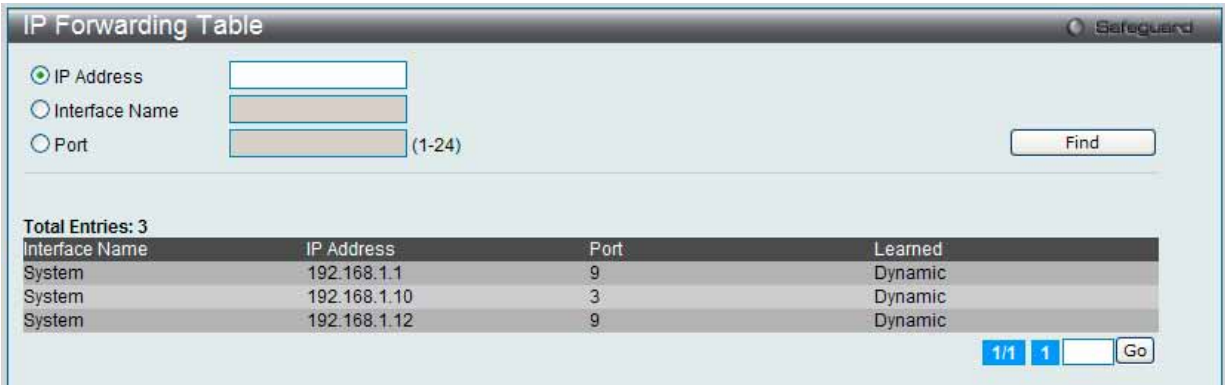 IP Forwarding Table Safeguard
IP Address
Interface Name
Port (1-24) Find
Total Entries: 3
Interface Name IP Address Port Learned
System 192.168.1.1 9 Dynamic
System 192.168.1.10 3 Dynamic
System 192.168.1.12 9 Dynamic
1/1 1 Go